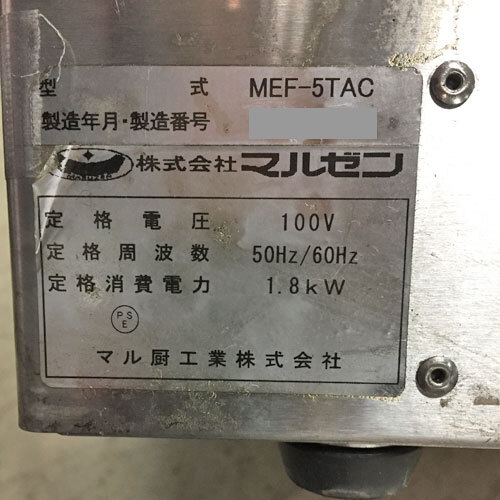 型 式 MEF-5TAC
製造年月・製造番号
MARUZEN 株式会社マルゼン
定格電圧 100V
定格周波数 50Hz/60Hz
定格消費電力 1.8kW
PS
E
マル厨工業株式会社